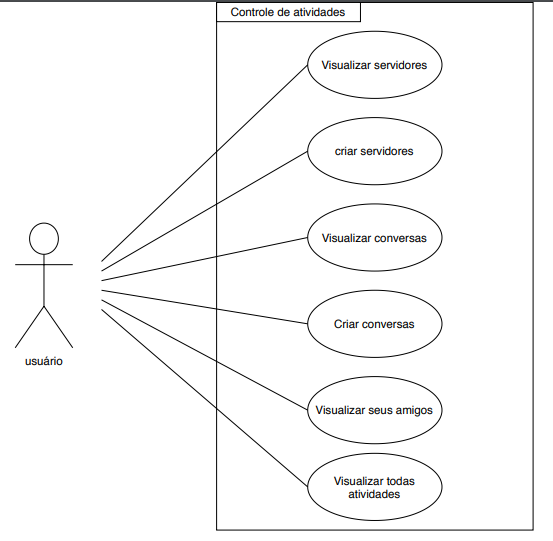 Controle de atividades
Visualizar servidores
criar servidores
Visualizar conversas
Criar conversas
Visualizar seus amigos
Visualizar todas
atividades
usuário